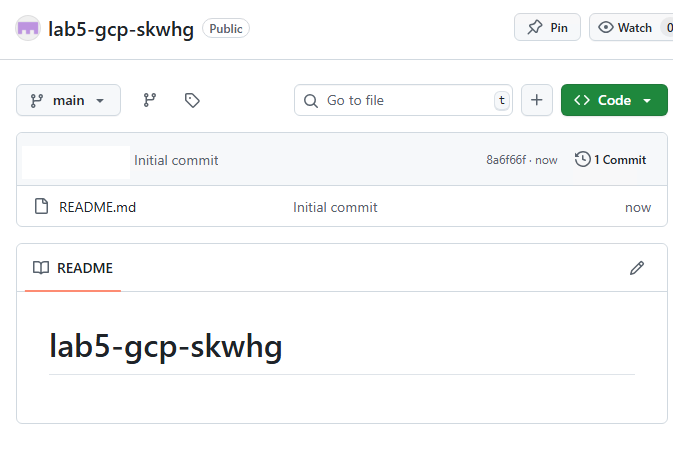 lab5-gcp-skwhg Public Pin Watch 0
main Go to file t Code
Initial commit 8a6f66f · now 1 Commit
README.md Initial commit now
README
lab5-gcp-skwhg